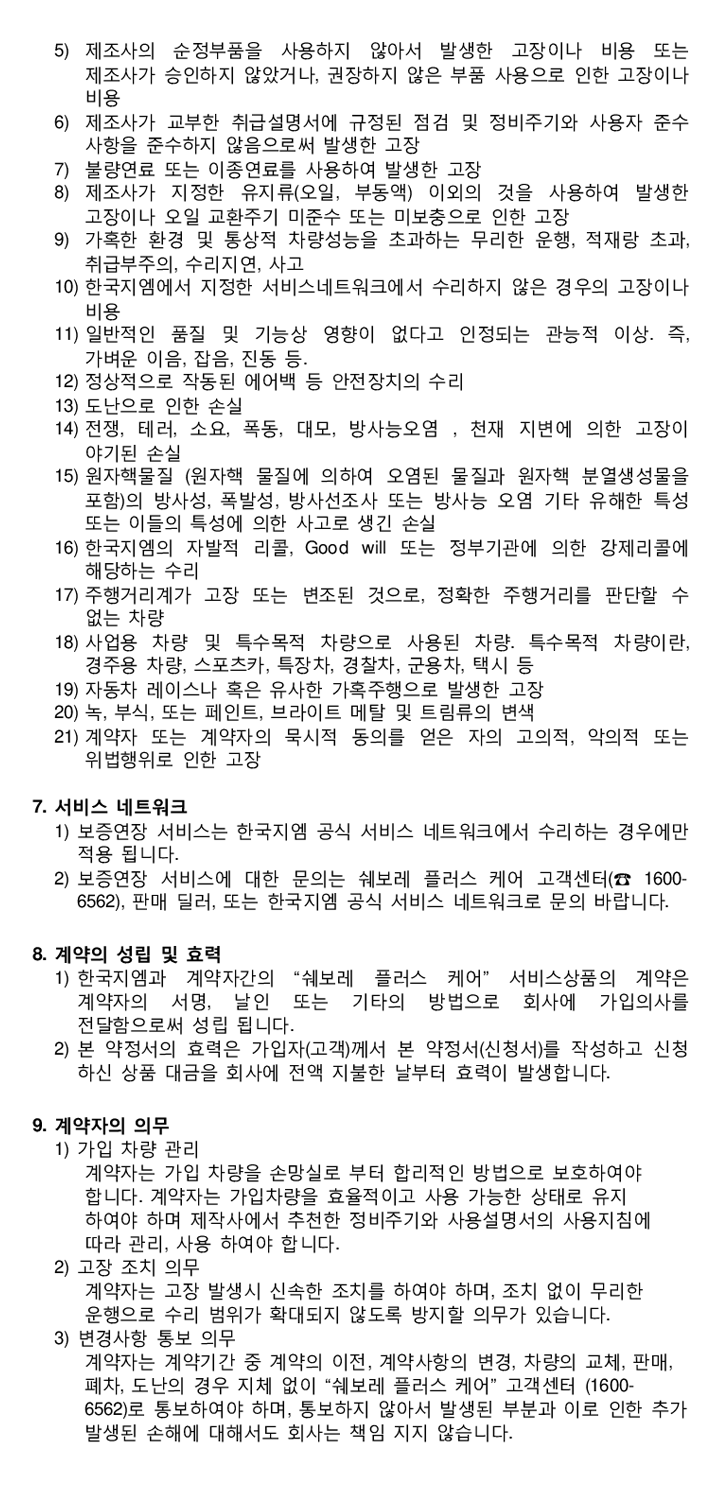 5) 제조사의 순정부품을 사용하지 않아서 발생한 고장이나 비용 또는
제조사가 승인하지 않았거나, 권장하지 않은 부품 사용으로 인한 고장이나
비용
6) 제조사가 교부한 취급설명서에 규정된 점검 및 정비주기와 사용자 준수
사항을 준수하지 않음으로써 발생한 고장
7) 불량연료 또는 이종연료를 사용하여 발생한 고장
8) 제조사가 지정한 유지류(오일, 부동액) 이외의 것을 사용하여 발생한
고장이나 오일 교환주기 미준수 또는 미보충으로 인한 고장
9) 가혹한 환경 및 통상적 차량성능을 초과하는 무리한 운행, 적재랑 초과,
취급부주의, 수리지연, 사고
10) 한국지엠에서 지정한 서비스네트워크에서 수리하지 않은 경우의 고장이나
비용
11) 일반적인 품질 및 기능상 영향이 없다고 인정되는 관능적 이상. 즉,
가벼운 이음, 잡음, 진동 등.
12) 정상적으로 작동된 에어백 등 안전장치의 수리
13) 도난으로 인한 손실
14) 전쟁, 테러, 소요, 폭동, 대모, 방사능오염 , 천재 지변에 의한 고장이
야기된 손실
15) 원자핵물질 (원자핵 물질에 의하여 오염된 물질과 원자핵 분열생성물을
포함)의 방사성, 폭발성, 방사선조사 또는 방사능 오염 기타 유해한 특성
또는 이들의 특성에 의한 사고로 생긴 손실
16) 한국지엠의 자발적 리콜, Good will 또는 정부기관에 의한 강제리콜에
해당하는 수리
17) 주행거리계가 고장 또는 변조된 것으로, 정확한 주행거리를 판단할 수
없는 차량
18) 사업용 차량 및 특수목적 차량으로 사용된 차량. 특수목적 차량이란,
경주용 차량, 스포츠카, 특장차, 경찰차, 군용차, 택시 등
19) 자동차 레이스나 혹은 유사한 가혹주행으로 발생한 고장
20) 녹, 부식, 또는 페인트, 브라이트 메탈 및 트림류의 변색
21) 계약자 또는 계약자의 묵시적 동의를 얻은 자의 고의적, 악의적 또는
위법행위로 인한 고장
7. 서비스 네트워크
1) 보증연장 서비스는 한국지엠 공식 서비스 네트워크에서 수리하는 경우에만
적용 됩니다.
2) 보증연장 서비스에 대한 문의는 쉐보레 플러스 케어 고객센터(☎ 1600-
6562), 판매 딜러, 또는 한국지엠 공식 서비스 네트워크로 문의 바랍니다.
8. 계약의 성립 및 효력
1) 한국지엠과 계약자간의 “쉐보레 플러스 케어” 서비스상품의 계약은
계약자의 서명, 날인 또는 기타의 방법으로 회사에 가입의사를
전달함으로써 성립 됩니다.
2) 본 약정서의 효력은 가입자(고객)께서 본 약정서(신청서)를 작성하고 신청
하신 상품 대금을 회사에 전액 지불한 날부터 효력이 발생합니다.
9. 계약자의 의무
1) 가입 차량 관리
계약자는 가입 차량을 손망실로 부터 합리적인 방법으로 보호하여야
합니다. 계약자는 가입차량을 효율적이고 사용 가능한 상태로 유지
하여야 하며 제작사에서 추천한 정비주기와 사용설명서의 사용지침에
따라 관리, 사용 하여야 합니다.
2) 고장 조치 의무
계약자는 고장 발생시 신속한 조치를 하여야 하며, 조치 없이 무리한
운행으로 수리 범위가 확대되지 않도록 방지할 의무가 있습니다.
3) 변경사항 통보 의무
계약자는 계약기간 중 계약의 이전, 계약사항의 변경, 차량의 교체, 판매,
폐차, 도난의 경우 지체 없이 “쉐보레 플러스 케어” 고객센터 (1600-
6562)로 통보하여야 하며, 통보하지 않아서 발생된 부분과 이로 인한 추가
발생된 손해에 대해서도 회사는 책임 지지 않습니다.